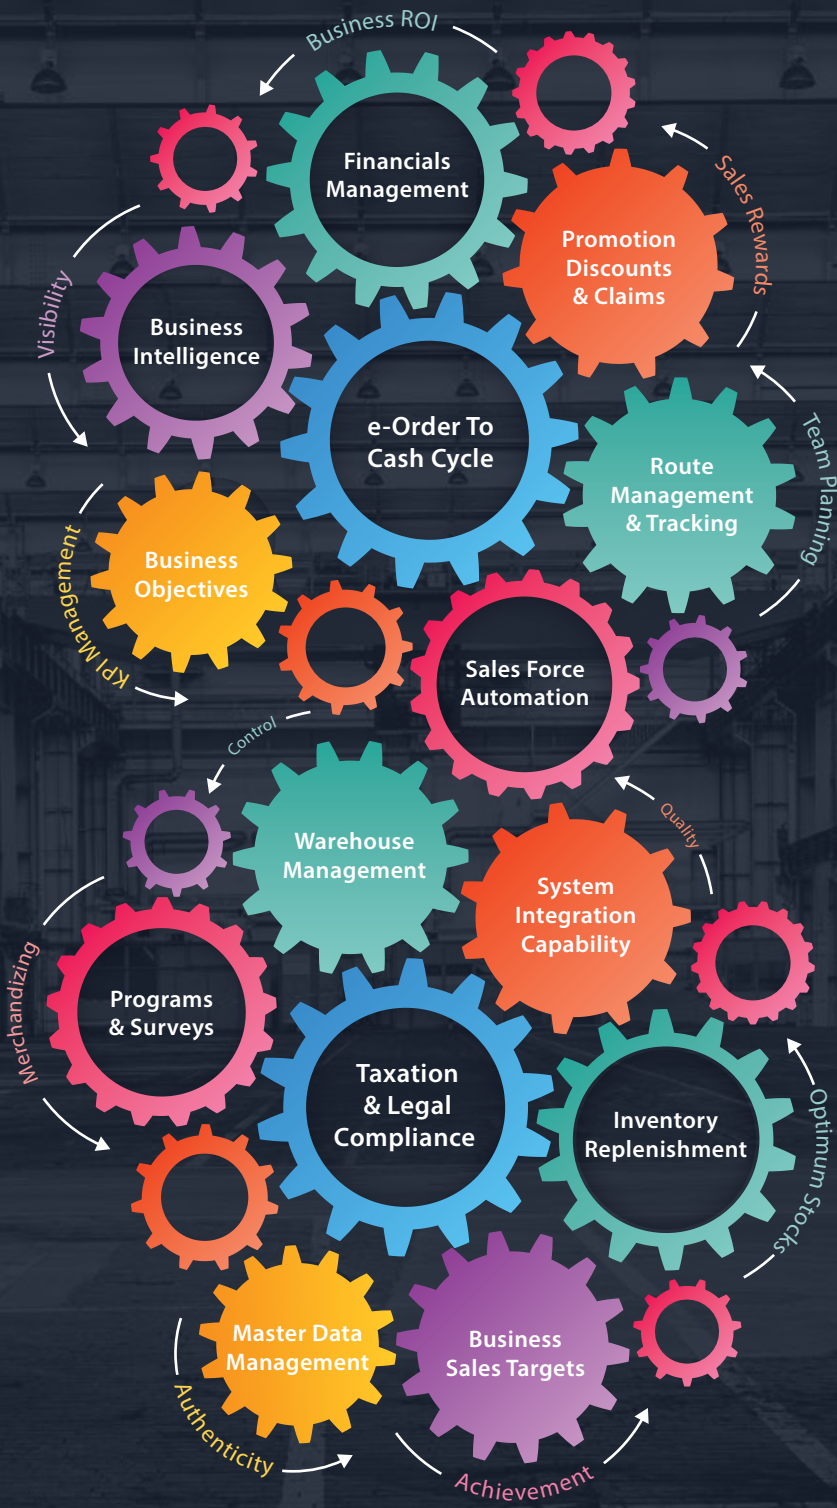 Business ROI
Financials
Management
Sales Rewards
Promotion
Discounts
& Claims
Visibility
Business
Intelligence
e-Order To
Cash Cycle
Team Planning
Route
Management
& Tracking
KPI Management
Business
Objectives
Sales Force
Automation
Control
Quality
Warehouse
Management
System
Integration
Capability
Merchandizing
Programs
& Surveys
Taxation
& Legal
Compliance
Inventory
Replenishment
Optimum Stocks
Master Data
Management
Business
Sales Targets
Authenticity
Achievement